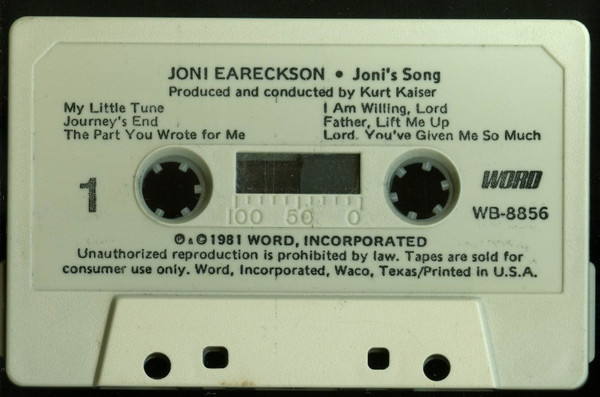 JONI EARECKSON • Joni's Song
Produced and conducted by Kurt Kaiser
My Little Tune
Journey's End
The Part You Wrote for Me
I Am Willing, Lord
Father, Lift Me Up
Lord, You've Given Me So Much
1
100 50 0
WORD
WB-8856
℗&©1981 WORD, INCORPORATED
Unauthorized reproduction is prohibited by law. Tapes are sold for
consumer use only. Word, Incorporated, Waco, Texas/Printed in U.S.A.